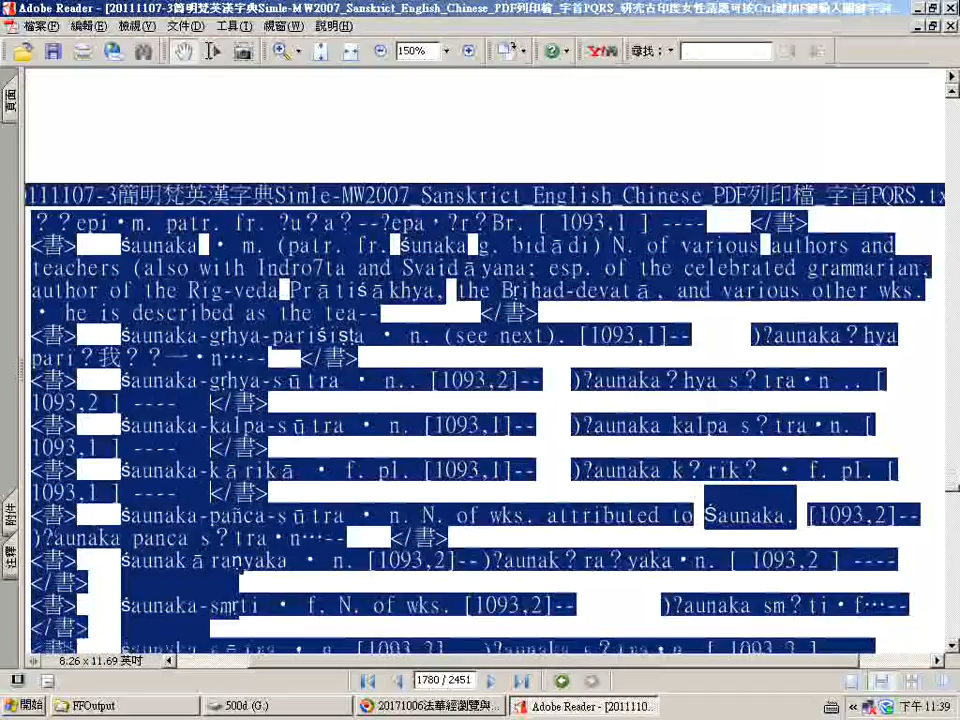 Adobe Reader - [20111107-3簡明梵英漢字典Simle-MW2007_Sanskrict_English_Chinese_PDF列印檔_字首PQRS_研究古印度女性話題可按Ctrl鍵加F鍵輸入關鍵字詞
檔案(F) 編輯(E) 檢視(V) 文件(D) 工具(T) 視窗(W) 說明(H)
150% 尋找:
頁面
111107-3簡明梵英漢字典Simle-MW2007_Sanskrict_English_Chinese_PDF列印檔_字首PQRS.tx
??epi・m. patr. fr. ?u?a?--?epa・?r?Br. [ 1093,1 ] ---- </書>
<書> śaunaka ・ m. (patr. fr. śunaka g. bidādi) N. of various authors and
teachers (also with Indro7ta and Svaidāyana; esp. of the celebrated grammarian,
author of the Rig-veda Prātiśākhya, the Brihad-devatā, and various other wks.
・ he is described as the tea-- </書>
<書> śaunaka-gṛhya-pariśiṣṭa ・ n. (see next). [1093,1]-- )?aunaka?hya
pari?我??一・n…-- </書>
<書> śaunaka-gṛhya-sūtra ・ n.. [1093,2]-- )?aunaka?hya s?tra・n .. [
1093,2 ] ---- </書>
<書> śaunaka-kalpa-sūtra ・ n. [1093,1]-- )?aunaka kalpa s?tra・n. [
1093,1 ] ---- </書>
<書> śaunaka-kārikā ・ f. pl. [1093,1]-- )?aunaka k?rik? ・ f. pl. [
1093,1 ] ---- </書>
<書> śaunaka-pañca-sūtra ・ n. N. of wks. attributed to Śaunaka. [1093,2]--
)?aunaka panca s?tra・n…-- </書>
<書> śaunakāraṇyaka ・ n. [1093,2]--)?aunak?ra?yaka・n. [ 1093,2 ] ----
</書>
<書> śaunaka-smṛti ・ f. N. of wks. [1093,2]-- )?aunaka sm?ti・f…--
</書>
附件
注釋
8.26 x 11.69 英吋
1780 / 2451
開始 FFOutput 500d (G:) 20171006法華經瀏覽與... Adobe Reader - [2011110... 下午 11:39